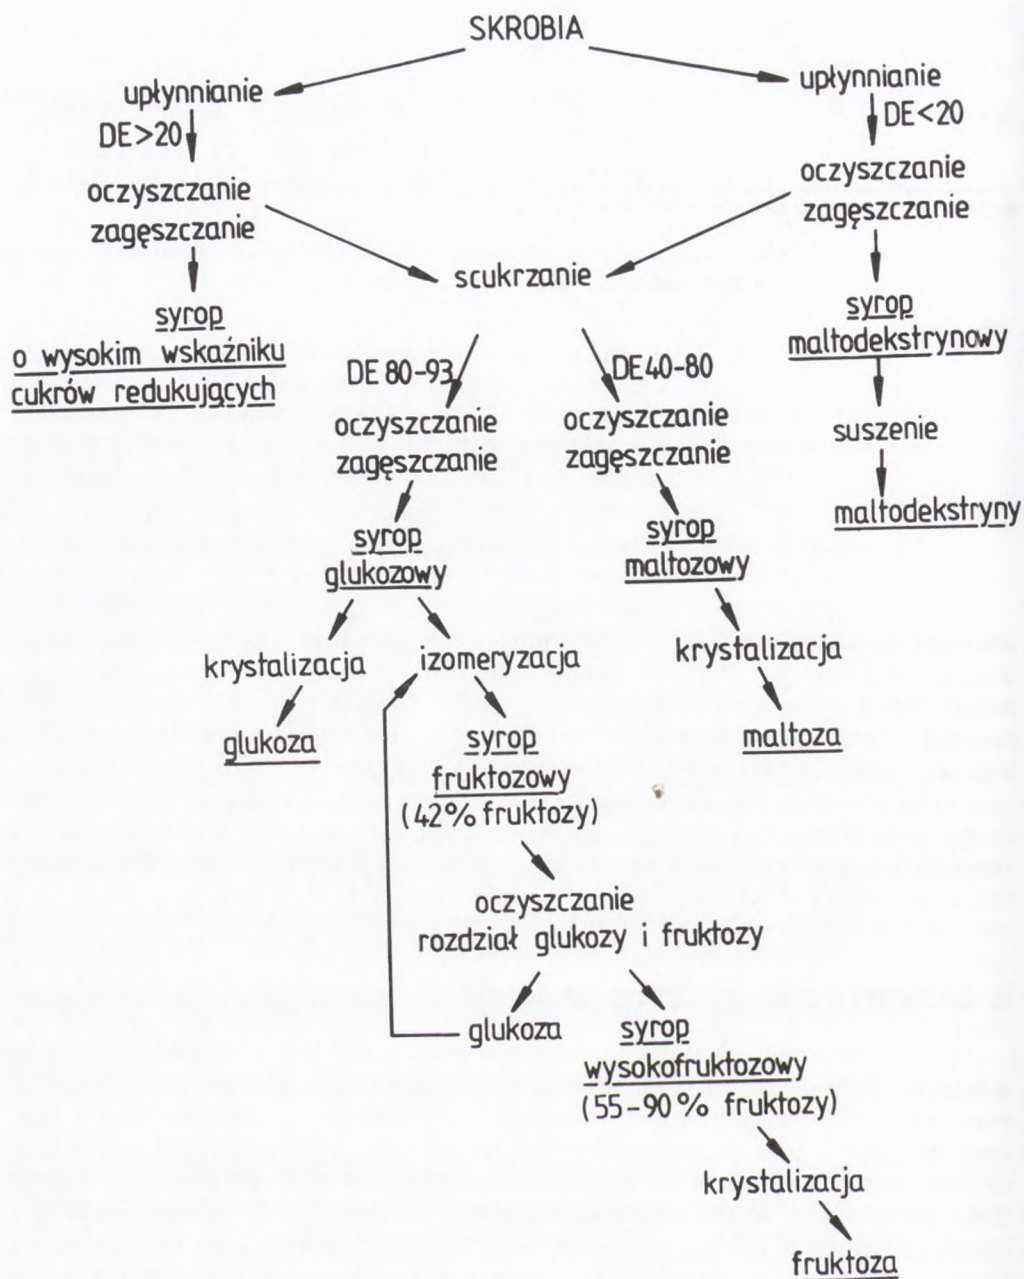 SKROBIA
upłynnianie
DE>20
oczyszczanie
zagęszczanie
syrop
o wysokim wskaźniku
cukrów redukujących
upłynnianie
DE<20
oczyszczanie
zagęszczanie
syrop
maltodekstrynowy
suszenie
maltodekstryny
scukrzanie
DE 80-93
oczyszczanie
zagęszczanie
syrop
glukozowy
krystalizacja
glukoza
izomeryzacja
syrop
fruktozowy
(42% fruktozy)
oczyszczanie
rozdział glukozy i fruktozy
glukoza
syrop
wysokofruktozowy
(55-90% fruktozy)
krystalizacja
fruktoza
DE40-80
oczyszczanie
zagęszczanie
syrop
maltozowy
krystalizacja
maltoza